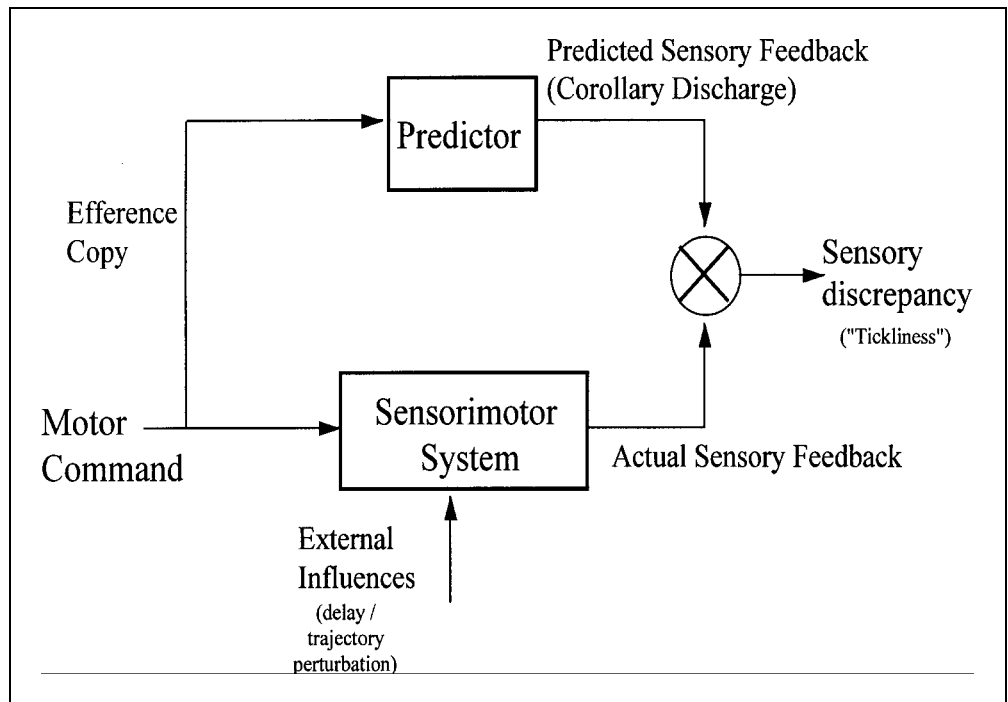 Predicted Sensory Feedback
(Corollary Discharge)
Predictor
Efference
Copy
Sensory
discrepancy
("Tickliness")
Motor
Command
Sensorimotor
System
Actual Sensory Feedback
External
Influences
(delay /
trajectory
perturbation)